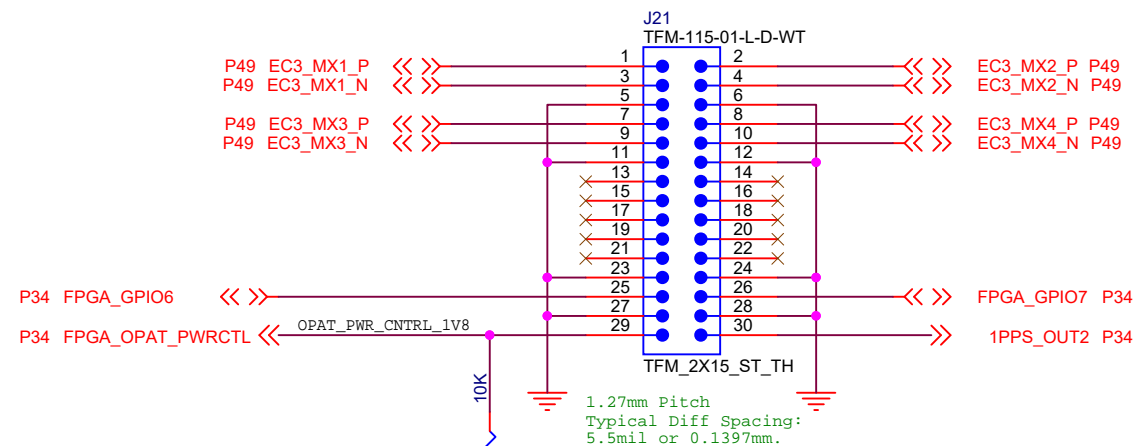 J21
TFM-115-01-L-D-WT
P49 EC3_MX1_P 1 2 EC3_MX2_P P49
P49 EC3_MX1_N 3 4 EC3_MX2_N P49
5 6
P49 EC3_MX3_P 7 8 EC3_MX4_P P49
P49 EC3_MX3_N 9 10 EC3_MX4_N P49
11 12
13 14
15 16
17 18
19 20
21 22
23 24
P34 FPGA_GPIO6 25 26 FPGA_GPIO7 P34
27 28
P34 FPGA_OPAT_PWRCTL OPAT_PWR_CNTRL_1V8 29 30 1PPS_OUT2 P34
TFM_2X15_ST_TH
10K
1.27mm Pitch
Typical Diff Spacing:
5.5mil or 0.1397mm.